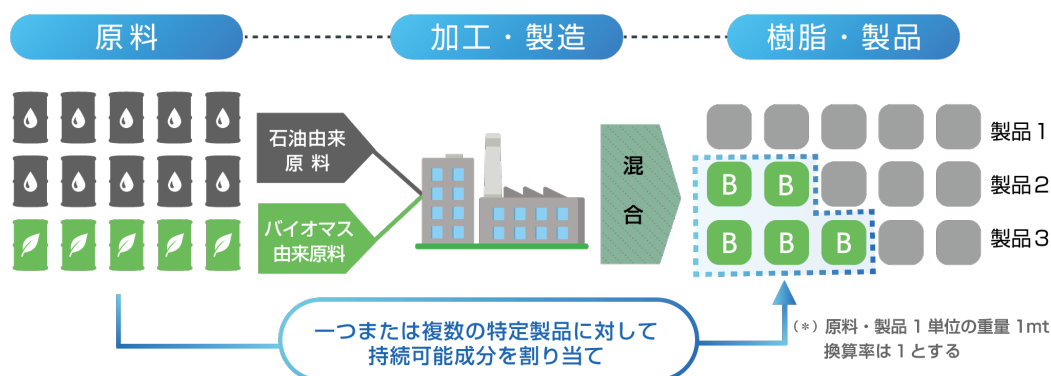 原料
加工・製造
樹脂・製品
石油由来
原 料
バイオマス
由来原料
混
合
製品1
B B
製品2
B B B
製品3
一つまたは複数の特定製品に対して
持続可能成分を割り当て
(*) 原料・製品1単位の重量1mt
換算率は1とする